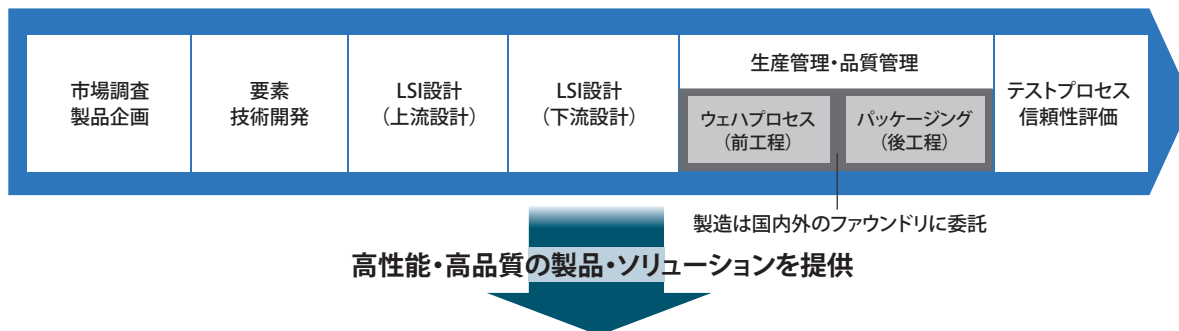 市場調査
製品企画
要素
技術開発
LSI設計
（上流設計）
LSI設計
（下流設計）
生産管理・品質管理
ウェハプロセス
（前工程）
パッケージング
（後工程）
テストプロセス
信頼性評価
製造は国内外のファウンドリに委託
高性能・高品質の製品・ソリューションを提供